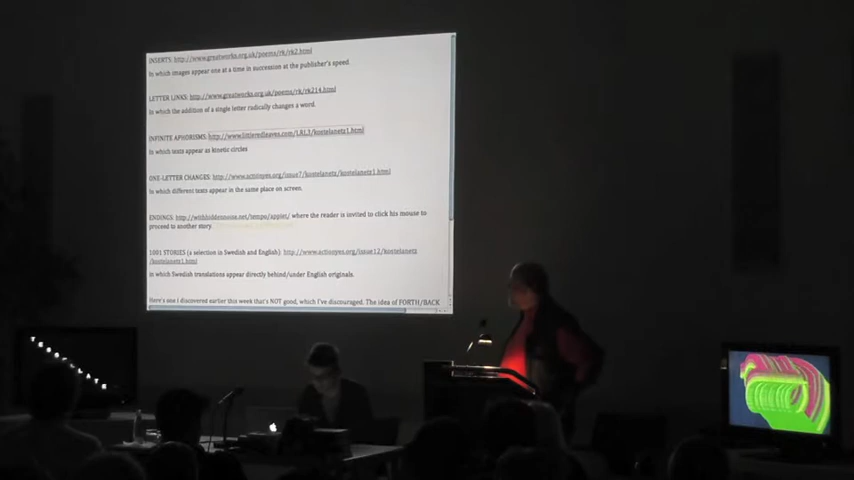 INSERTS: http://www.greatworks.org.uk/poems/rk/rk2.html
In which images appear one at a time in succession at the publisher's speed.
LETTER LINKS: http://www.greatworks.org.uk/poems/rk/rk214.html
In which the addition of a single letter radically changes a word.
INFINITE APHORISMS: http://www.littleredleaves.com/LRL3/kostelanetz1.html
In which texts appear as kinetic circles
ONE-LETTER CHANGES: http://www.actionyes.org/issue7/kostelanetz/kostelanetz1.html
In which different texts appear in the same place on screen.
ENDINGS: http://withhiddennoise.net/tempo/applet/ where the reader is invited to click his mouse to
proceed to another story.
1001 STORIES (a selection in Swedish and English) http://www.actionyes.org/issue12/kostelanetz
/kostelanetz1.html
in which Swedish translations appear directly behind/under English originals.
Here's one I discovered earlier this week that's NOT good, which I've discouraged. The idea of FORTH/BACK